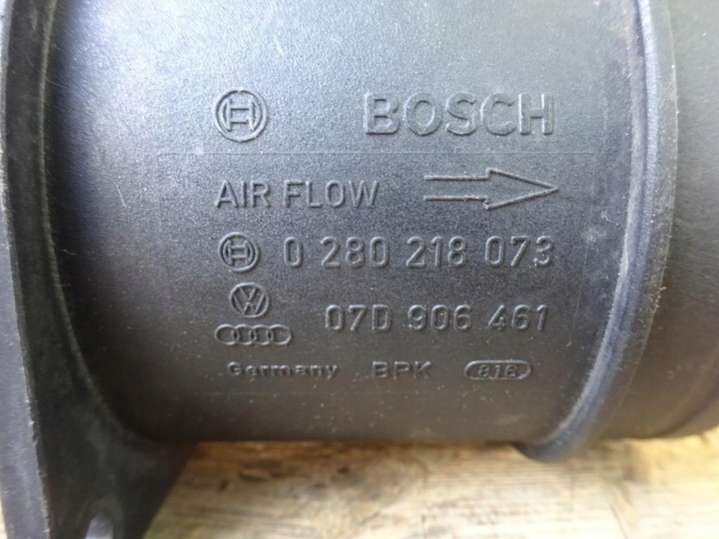 BOSCH
AIR FLOW
0 280 218 073
07D 906 461
Germany BPK 818